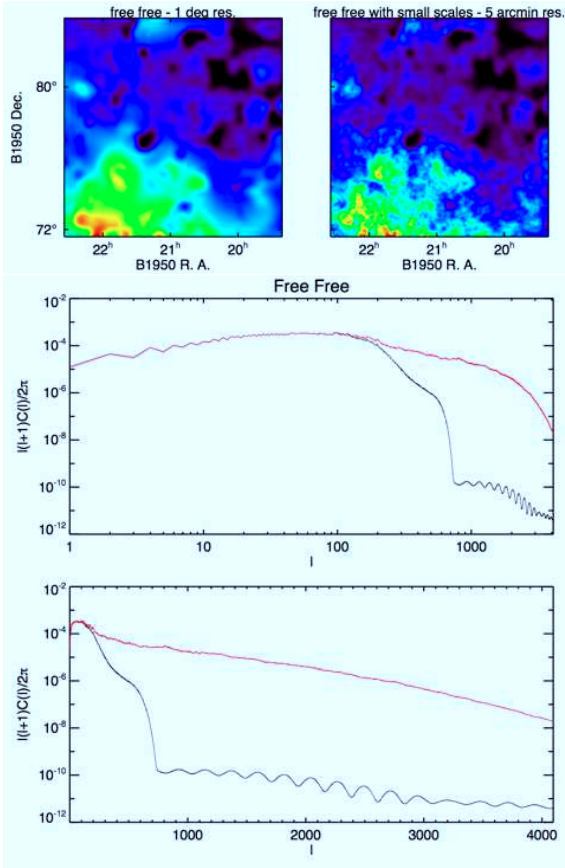 free free - 1 deg res.
free free with small scales - 5 arcmin res.
80°
72°
B1950 Dec.
22h 21h 20h
B1950 R. A.
22h 21h 20h
B1950 R. A.
Free Free
10-2
10-4
10-6
10-8
10-10
10-12
l(l+1)C(l)/2π
1 10 100 1000
l
10-2
10-4
10-6
10-8
10-10
10-12
l(l+1)C(l)/2π
1000 2000 3000 4000
l